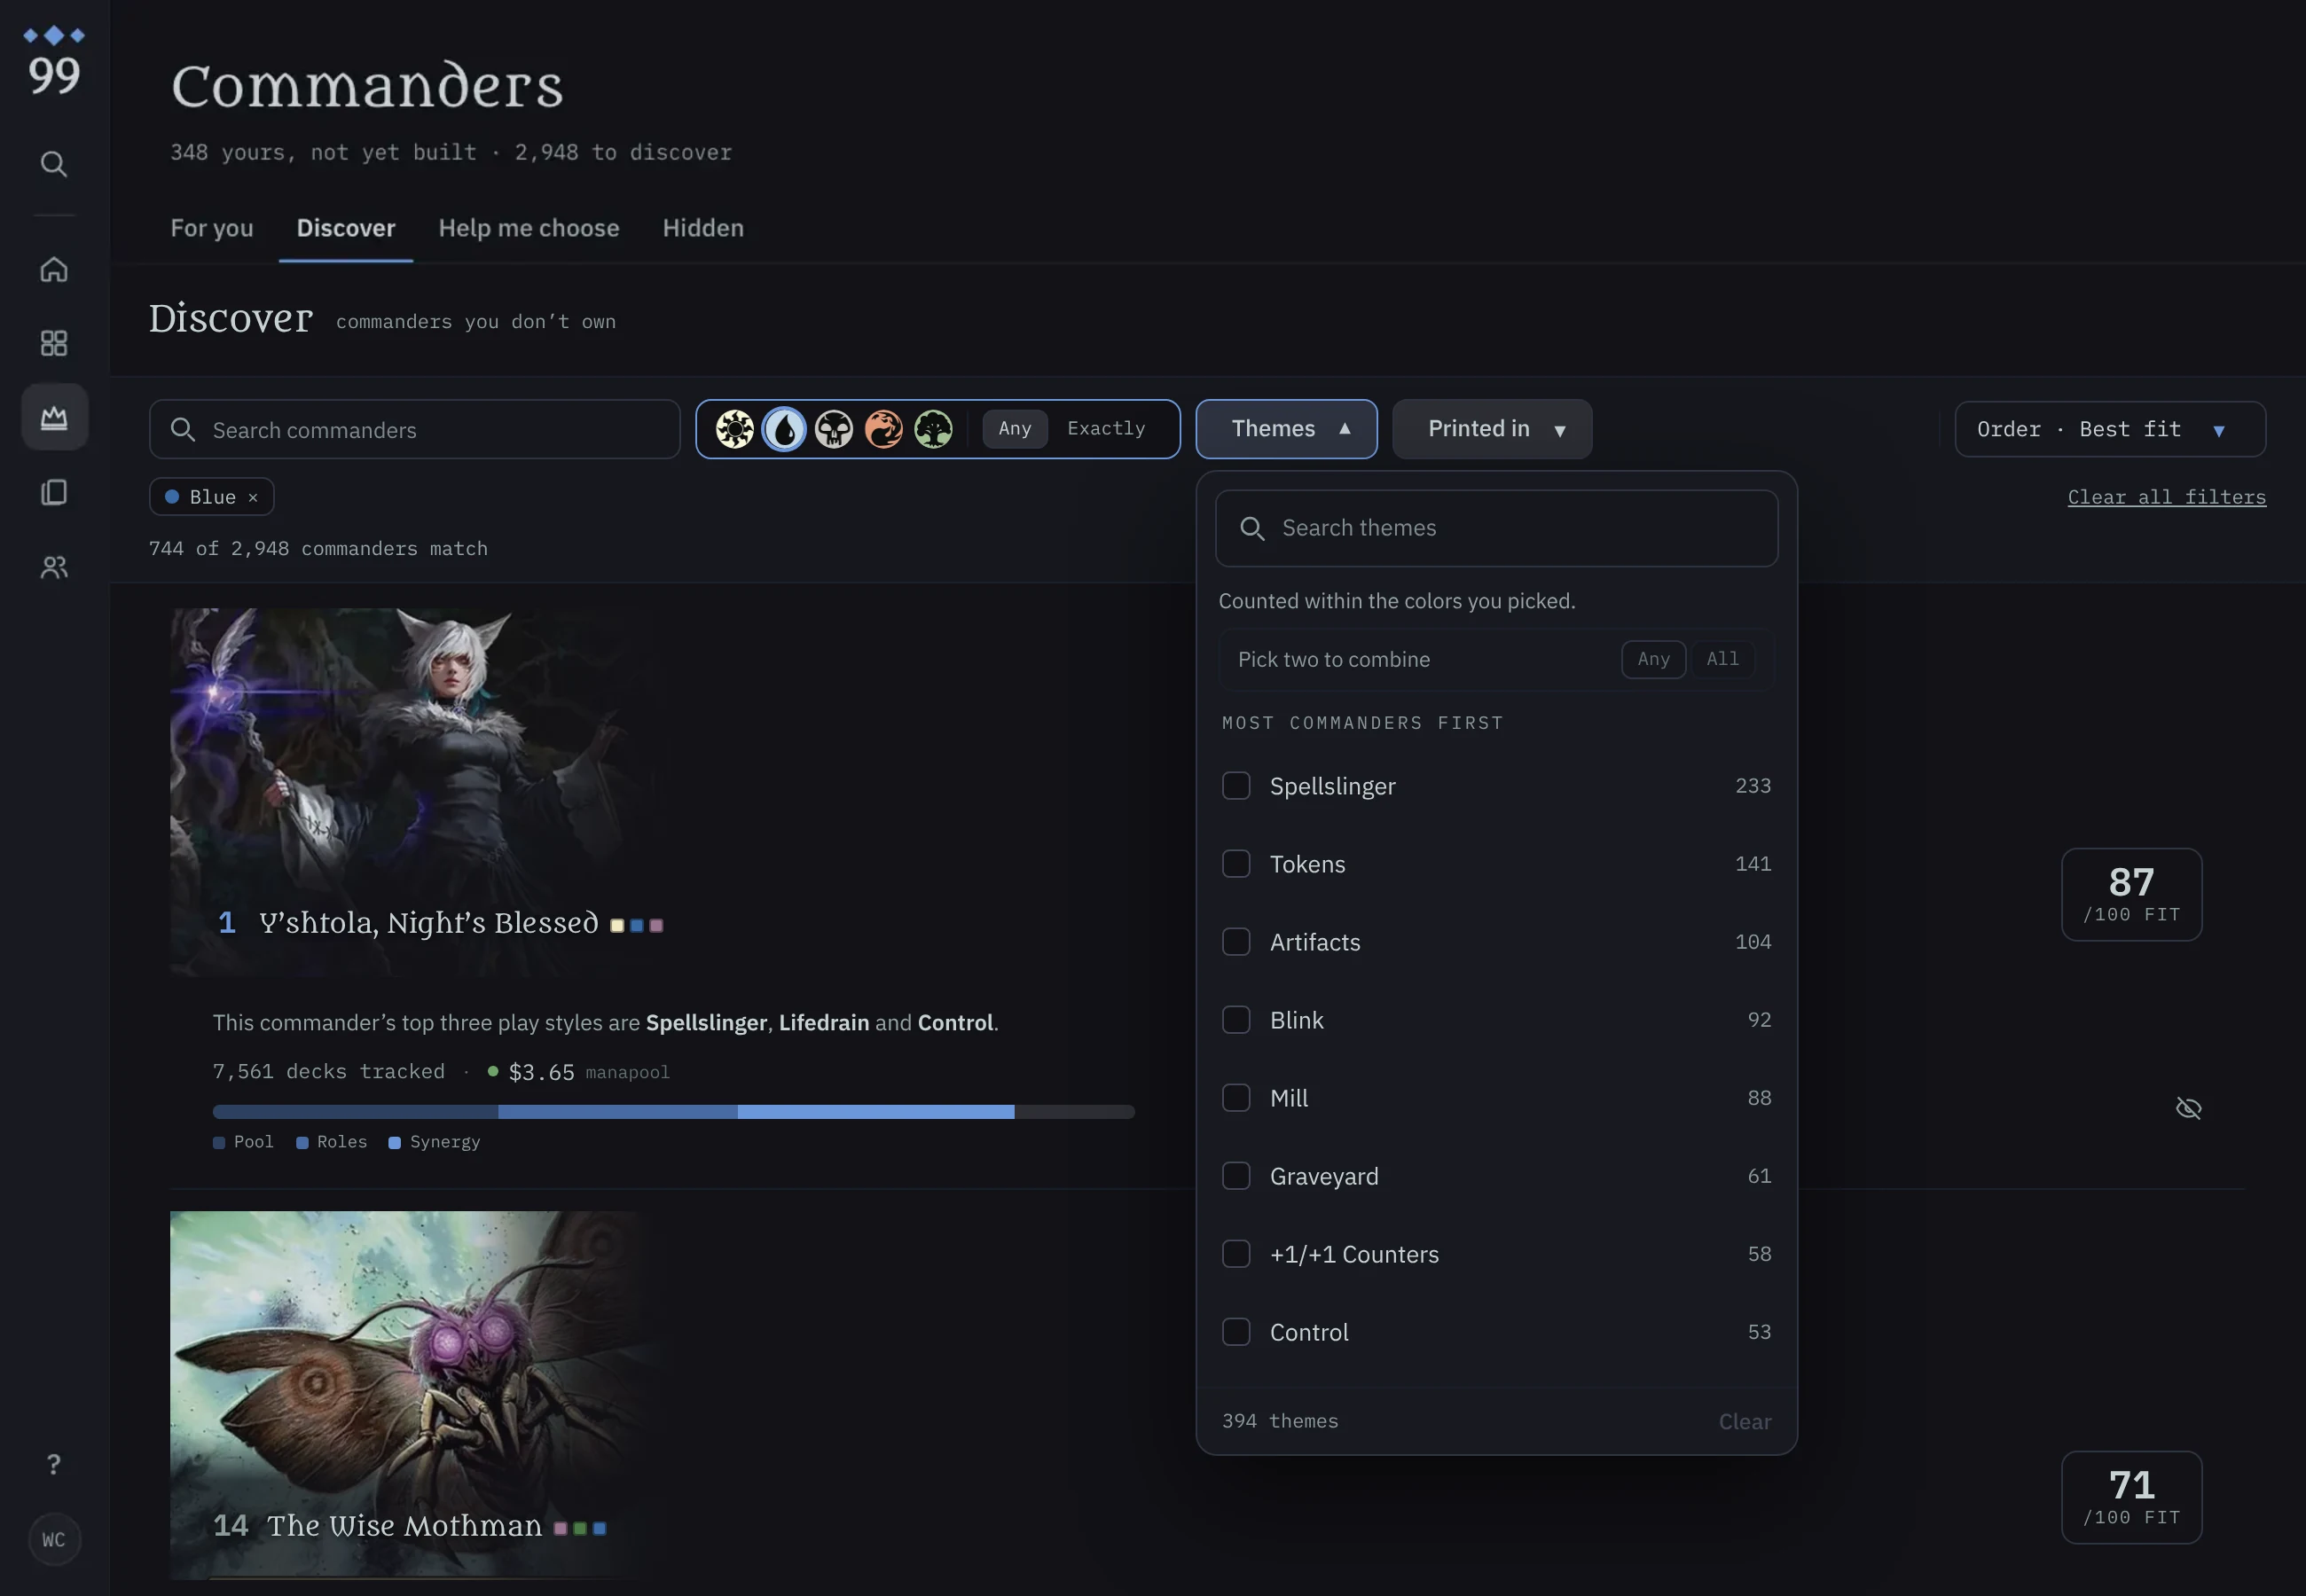 99
Commanders
348 yours, not yet built · 2,948 to discover
For you Discover Help me choose Hidden
Discover commanders you don’t own
Search commanders Any Exactly Themes ▲ Printed in ▼ Order · Best fit ▼
Blue × Clear all filters
744 of 2,948 commanders match
Search themes
Counted within the colors you picked.
Pick two to combine Any All
MOST COMMANDERS FIRST
Spellslinger 233
Tokens 141
Artifacts 104
Blink 92
Mill 88
Graveyard 61
+1/+1 Counters 58
Control 53
394 themes Clear
1 Y’shtola, Night’s Blessed
87
/100 FIT
This commander’s top three play styles are Spellslinger, Lifedrain and Control.
7,561 decks tracked · $3.65 manapool
Pool Roles Synergy
14 The Wise Mothman
71
/100 FIT
?
WC